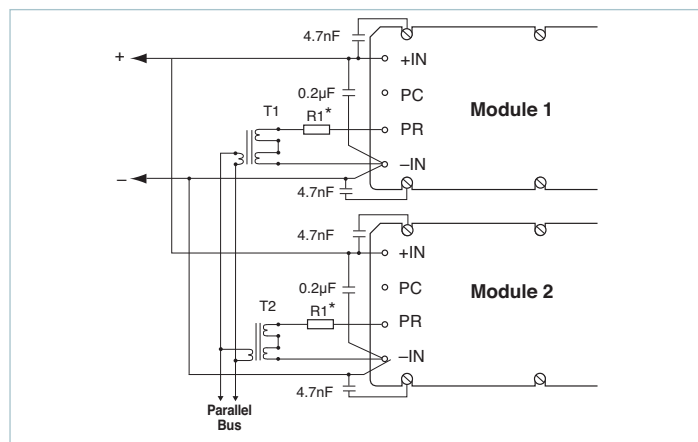 4.7nF
+
+IN
0.2µF
PC
Module 1
T1
R1*
PR
–
–IN
4.7nF
4.7nF
+IN
0.2µF
PC
Module 2
T2
R1*
PR
–IN
4.7nF
Parallel
Bus